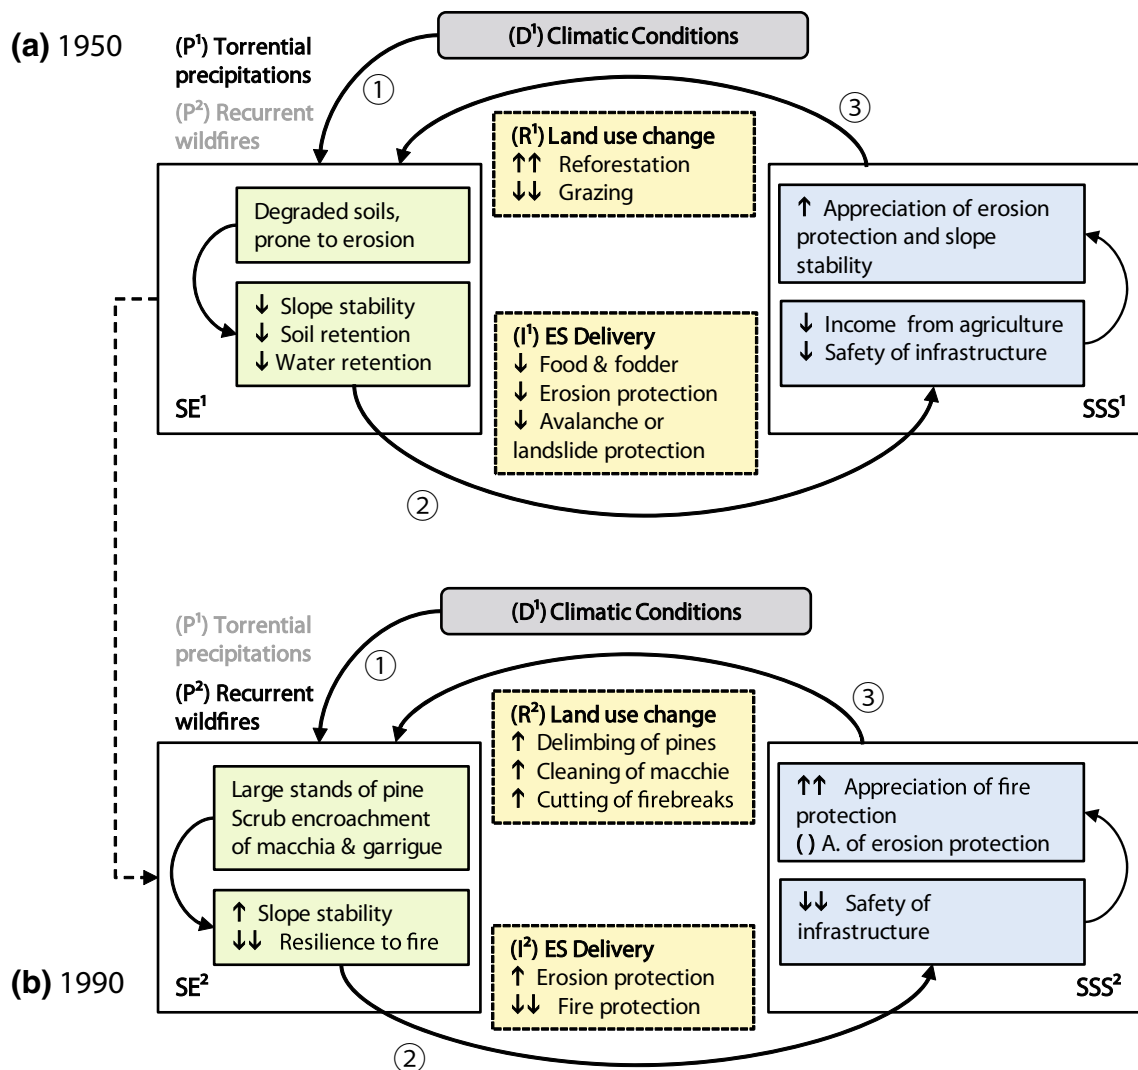 (a) 1950
(P¹) Torrential
precipitations
(P²) Recurrent
wildfires
(D¹) Climatic Conditions
①
③
(R¹) Land use change
↑↑ Reforestation
↓↓ Grazing
Degraded soils,
prone to erosion
↓ Slope stability
↓ Soil retention
↓ Water retention
SE¹
(I¹) ES Delivery
↓ Food & fodder
↓ Erosion protection
↓ Avalanche or
landslide protection
↑ Appreciation of erosion
protection and slope
stability
↓ Income from agriculture
↓ Safety of infrastructure
SSS¹
②
(D¹) Climatic Conditions
(P¹) Torrential
precipitations
(P²) Recurrent
wildfires
①
③
(R²) Land use change
↑ Delimbing of pines
↑ Cleaning of macchie
↑ Cutting of firebreaks
Large stands of pine
Scrub encroachment
of macchia & garrigue
↑ Slope stability
↓↓ Resilience to fire
SE²
(b) 1990
(I²) ES Delivery
↑ Erosion protection
↓↓ Fire protection
↑↑ Appreciation of fire
protection
( ) A. of erosion protection
↓↓ Safety of
infrastructure
SSS²
②